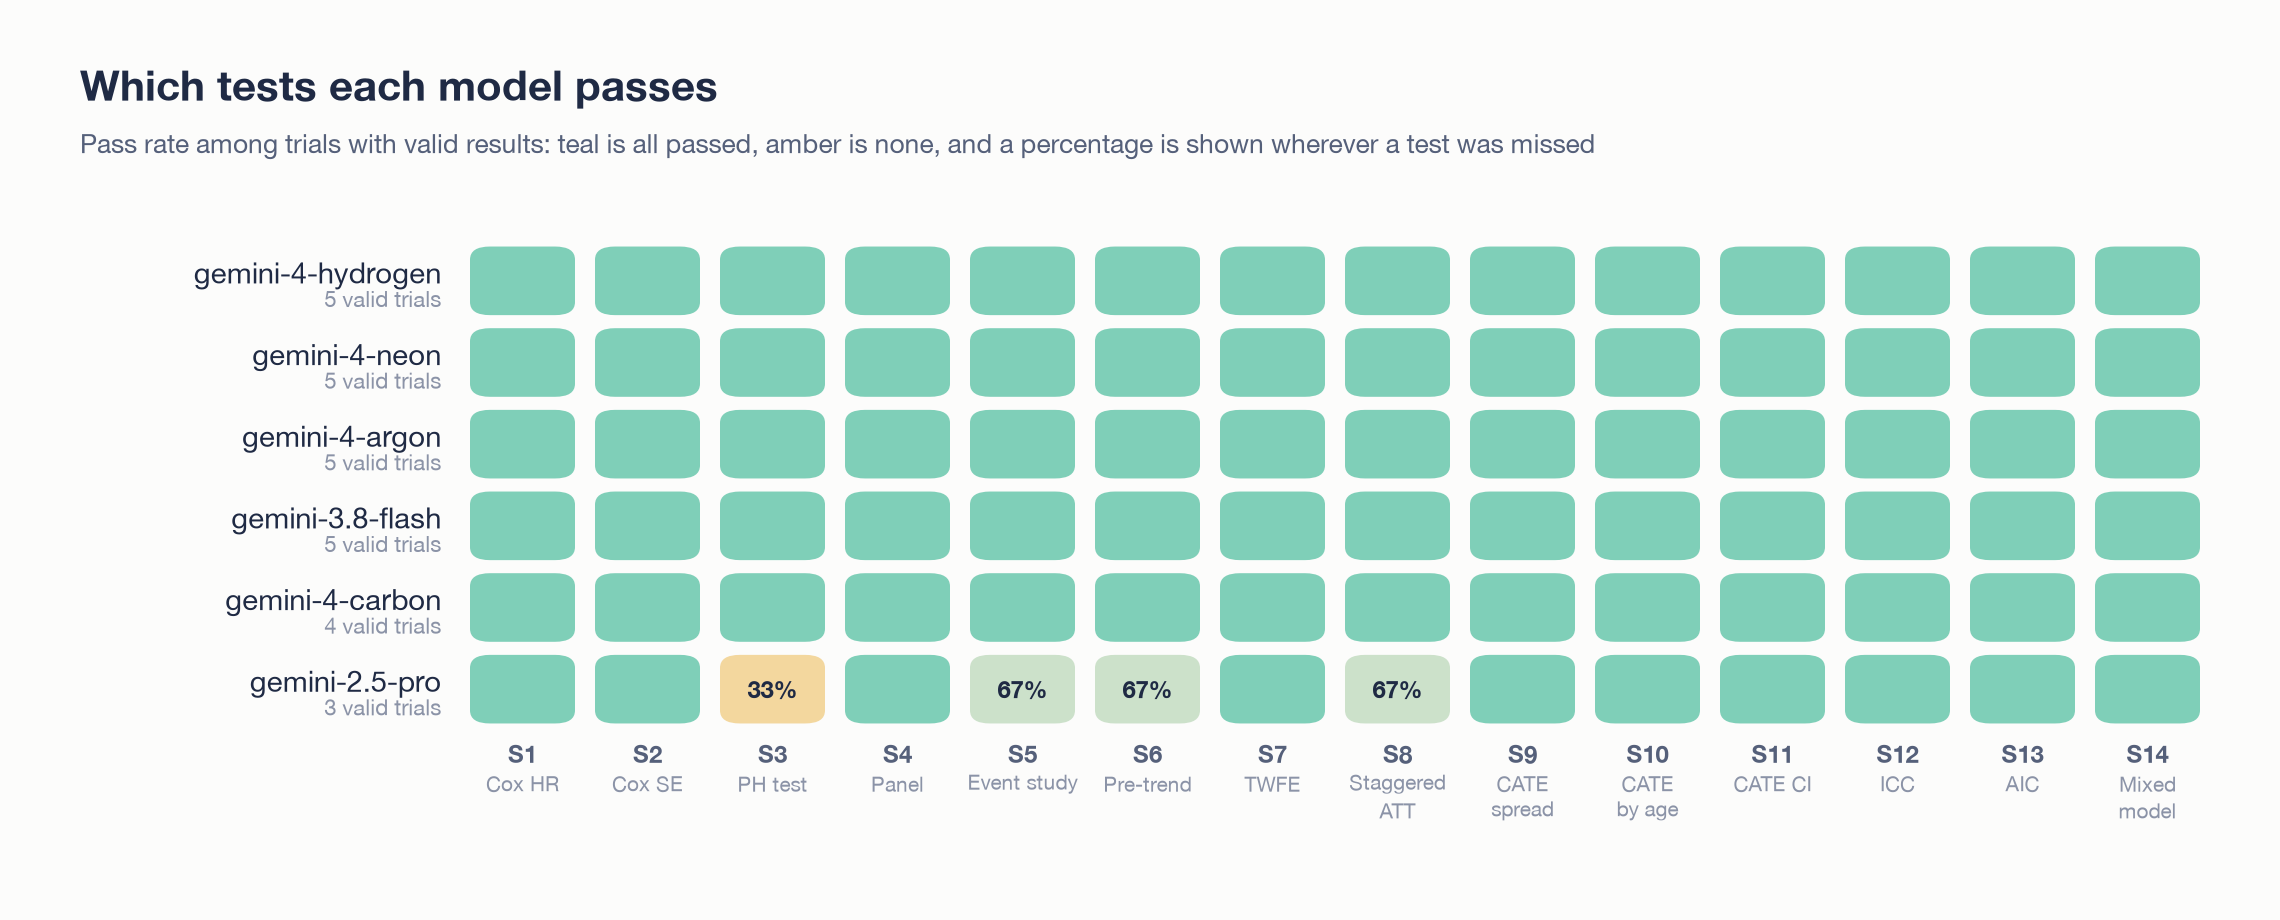 Which tests each model passes
Pass rate among trials with valid results: teal is all passed, amber is none, and a percentage is shown wherever a test was missed
gemini-4-hydrogen
5 valid trials
gemini-4-neon
5 valid trials
gemini-4-argon
5 valid trials
gemini-3.8-flash
5 valid trials
gemini-4-carbon
4 valid trials
gemini-2.5-pro
3 valid trials
33%
67%
67%
67%
S1
Cox HR
S2
Cox SE
S3
PH test
S4
Panel
S5
Event study
S6
Pre-trend
S7
TWFE
S8
Staggered
ATT
S9
CATE
spread
S10
CATE
by age
S11
CATE CI
S12
ICC
S13
AIC
S14
Mixed
model